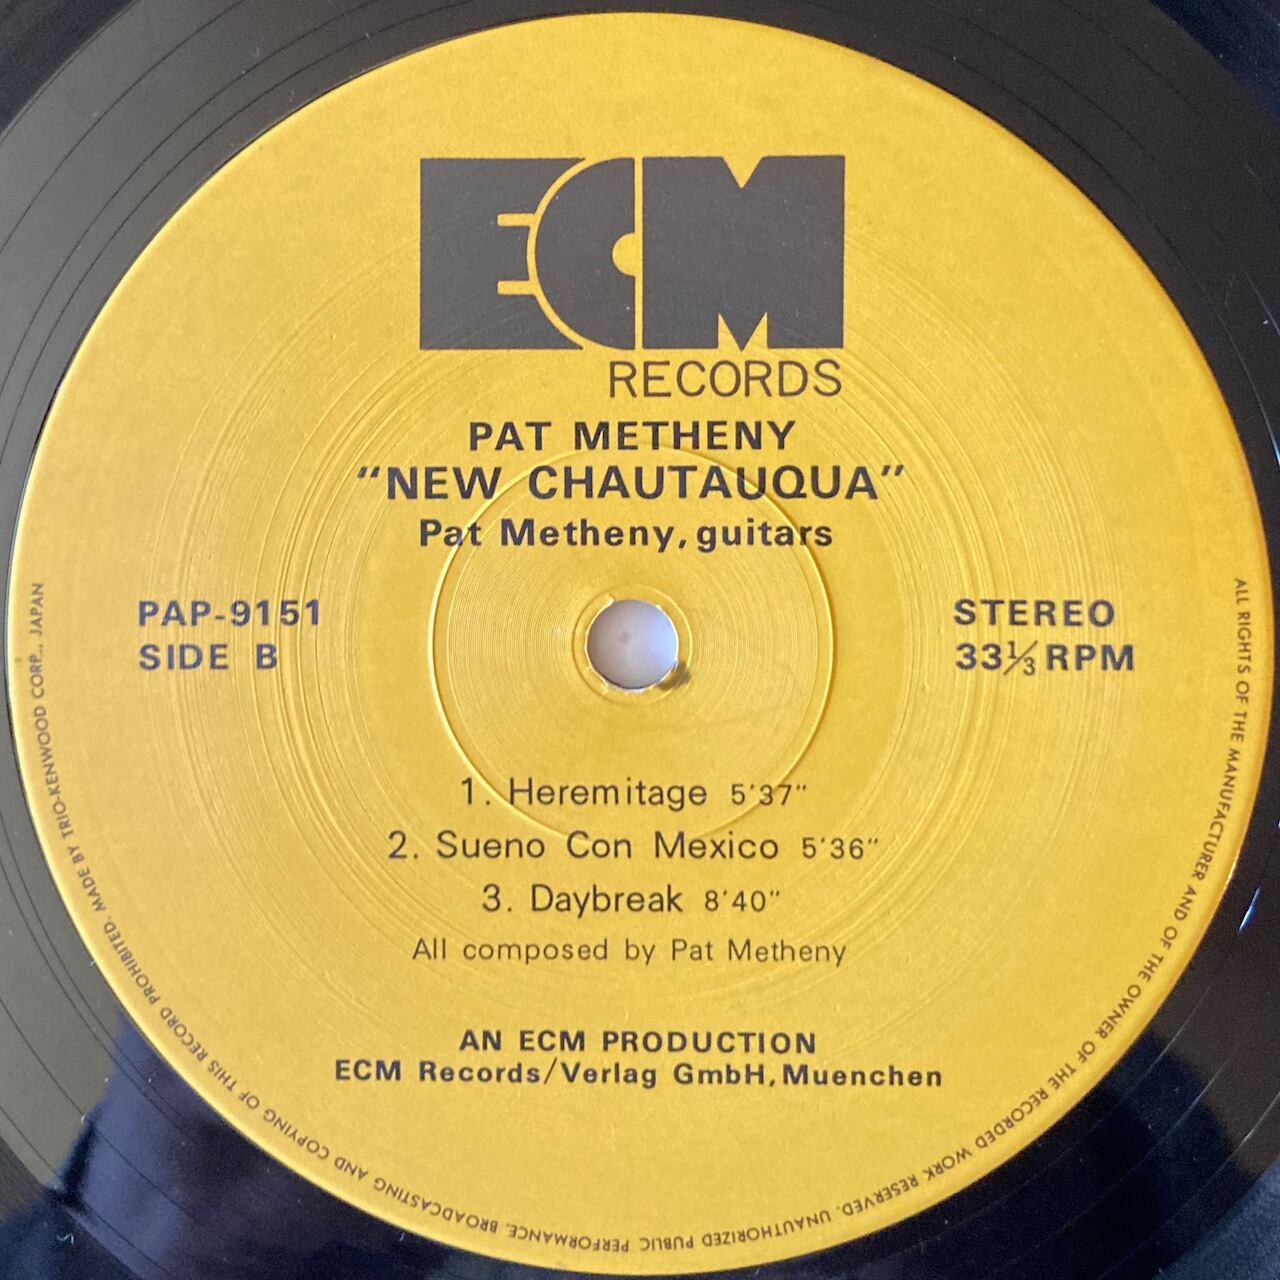 ECM
RECORDS
PAT METHENY
“NEW CHAUTAUQUA”
Pat Metheny, guitars
PAP-9151
SIDE B
STEREO
33⅓ RPM
1. Heremitage 5'37"
2. Sueno Con Mexico 5'36"
3. Daybreak 8'40"
All composed by Pat Metheny
AN ECM PRODUCTION
ECM Records/Verlag GmbH, Muenchen
ALL RIGHTS OF THE MANUFACTURER AND OF THE OWNER OF THE RECORDED WORK RESERVED. UNAUTHORIZED PUBLIC PERFORMANCE. BROADCASTING AND COPYING OF THIS RECORD PROHIBITED. MADE BY TRIO-KENWOOD CORP., JAPAN